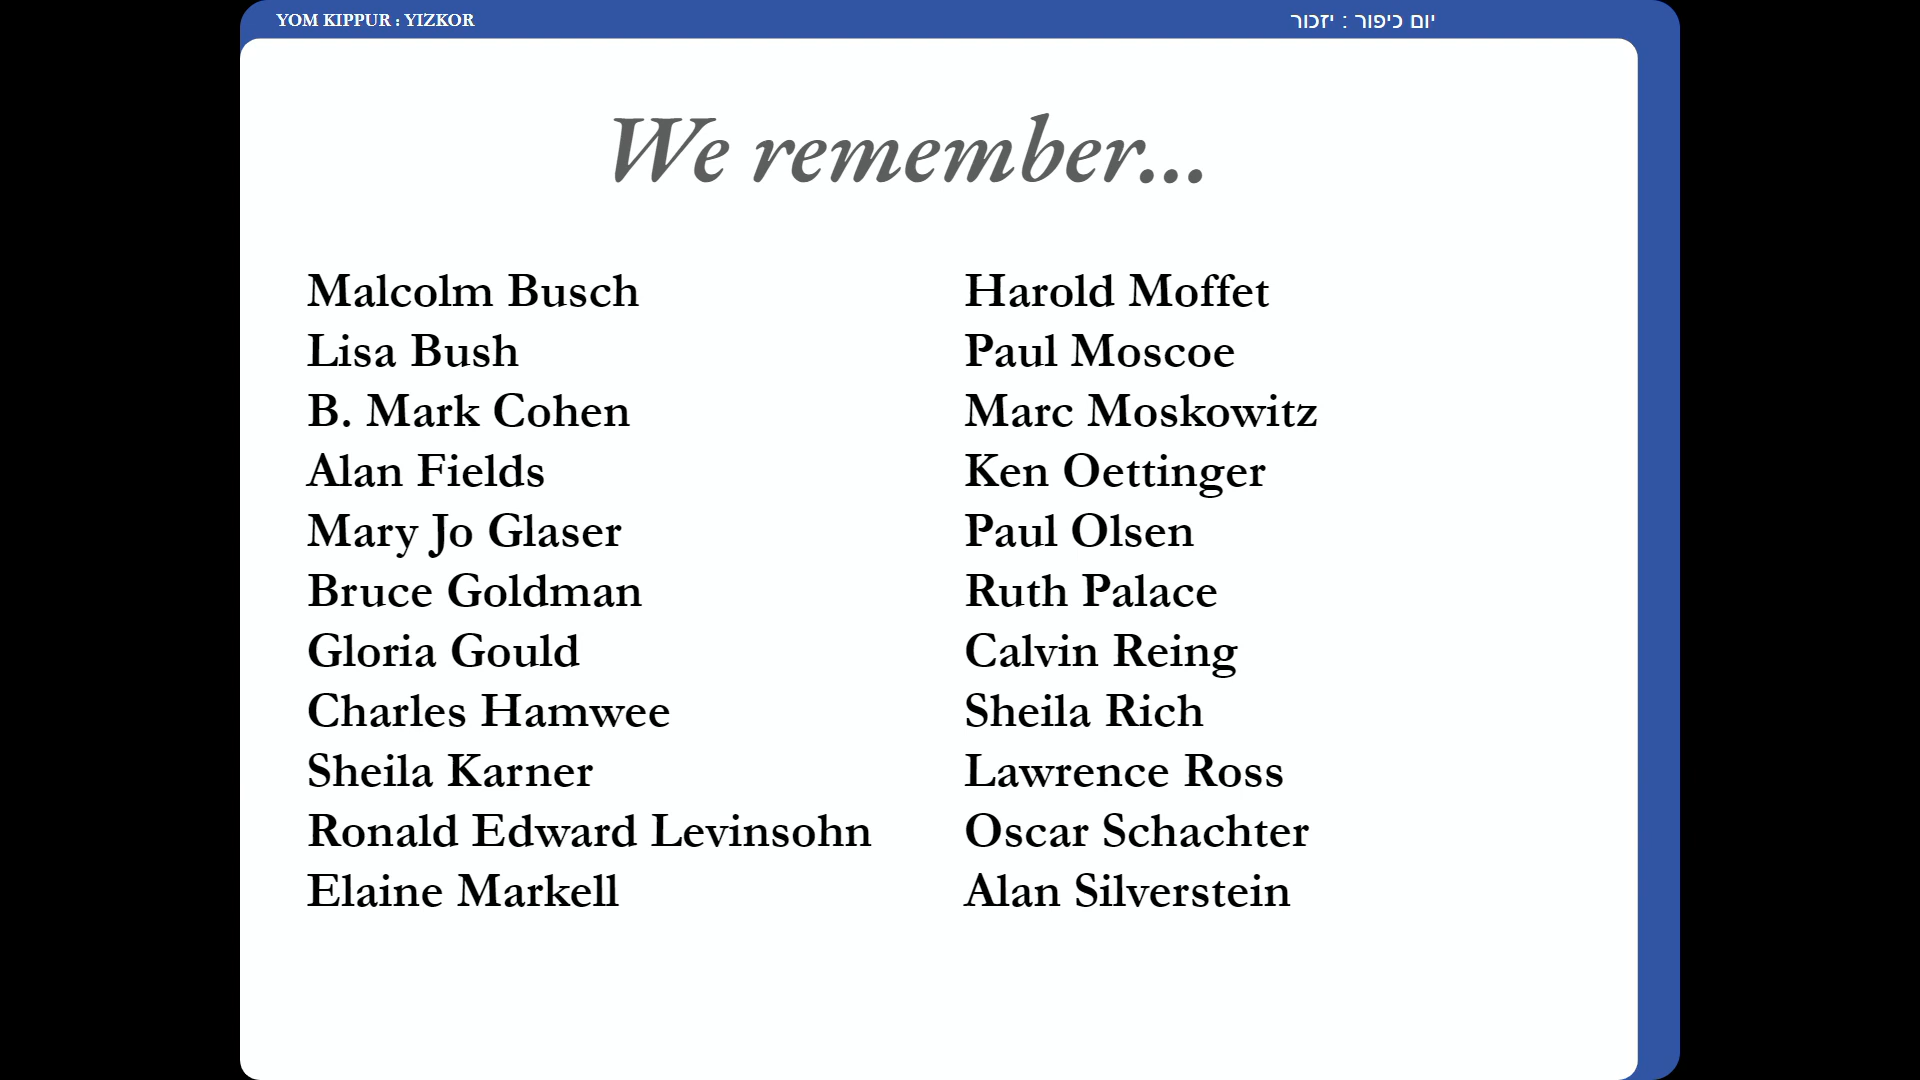 YOM KIPPUR : YIZKOR
יום כיפור : יזכור
We remember...
Malcolm Busch
Lisa Bush
B. Mark Cohen
Alan Fields
Mary Jo Glaser
Bruce Goldman
Gloria Gould
Charles Hamwee
Sheila Karner
Ronald Edward Levinsohn
Elaine Markell
Harold Moffet
Paul Moscoe
Marc Moskowitz
Ken Oettinger
Paul Olsen
Ruth Palace
Calvin Reing
Sheila Rich
Lawrence Ross
Oscar Schachter
Alan Silverstein